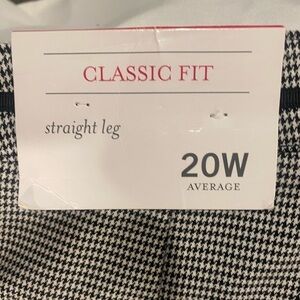 CLASSIC FIT
straight leg
20W
AVERAGE